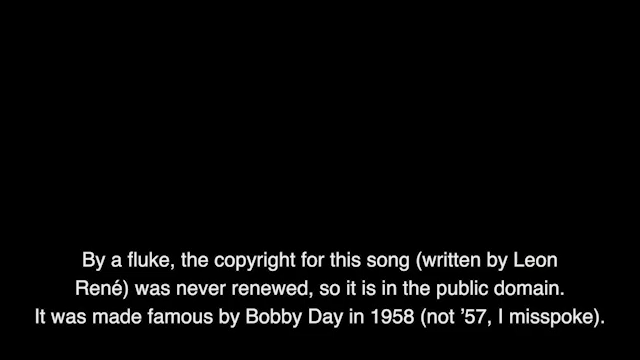 By a fluke, the copyright for this song (written by Leon
René) was never renewed, so it is in the public domain.
It was made famous by Bobby Day in 1958 (not ’57, I misspoke).